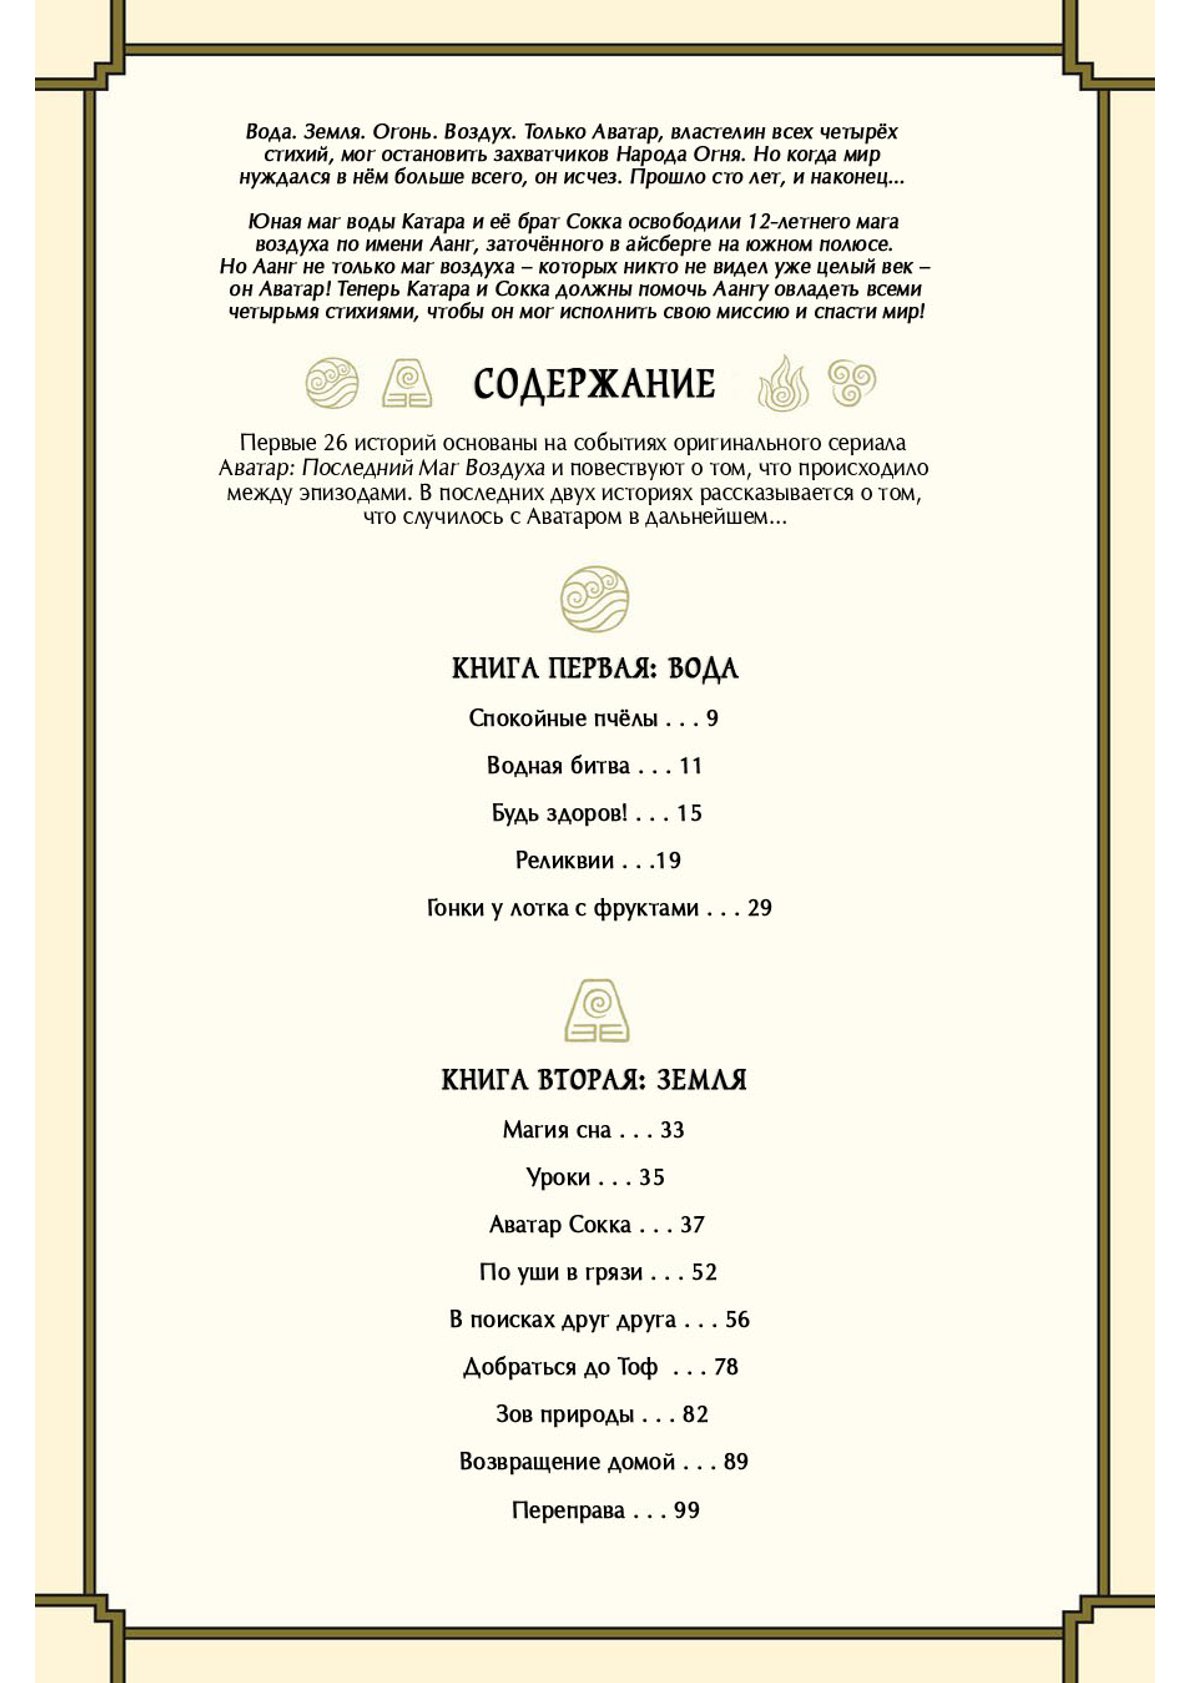 Вода. Земля. Огонь. Воздух. Только Аватар, властелин всех четырёх
стихий, мог остановить захватчиков Народа Огня. Но когда мир
нуждался в нём больше всего, он исчез. Прошло сто лет, и наконец...
Юная маг воды Катара и её брат Сокка освободили 12-летнего мага
воздуха по имени Аанг, заточённого в айсберге на южном полюсе.
Но Аанг не только маг воздуха – которых никто не видел уже целый век –
он Аватар! Теперь Катара и Сокка должны помочь Аангу овладеть всеми
четырьмя стихиями, чтобы он мог исполнить свою миссию и спасти мир!
СОДЕРЖАНИЕ
Первые 26 историй основаны на событиях оригинального сериала
Аватар: Последний Маг Воздуха и повествуют о том, что происходило
между эпизодами. В последних двух историях рассказывается о том,
что случилось с Аватаром в дальнейшем...
КНИГА ПЕРВАЯ: ВОДА
Спокойные пчёлы . . . 9
Водная битва . . . 11
Будь здоров! . . . 15
Реликвии . . .19
Гонки у лотка с фруктами . . . 29
КНИГА ВТОРАЯ: ЗЕМЛЯ
Магия сна . . . 33
Уроки . . . 35
Аватар Сокка . . . 37
По уши в грязи . . . 52
В поисках друг друга . . . 56
Добраться до Тоф . . . 78
Зов природы . . . 82
Возвращение домой . . . 89
Переправа . . . 99